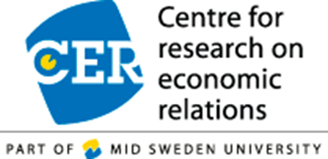 CER
Centre for
research on
economic
relations
PART OF MID SWEDEN UNIVERSITY